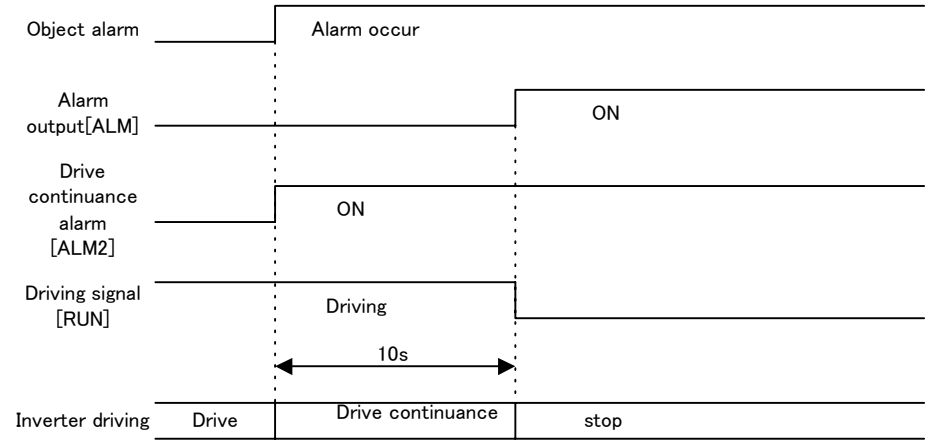 Object alarm
Alarm occur
Alarm
output[ALM]
ON
Drive
continuance
alarm
[ALM2]
ON
Driving signal
[RUN]
Driving
10s
Inverter driving
Drive
Drive continuance
stop